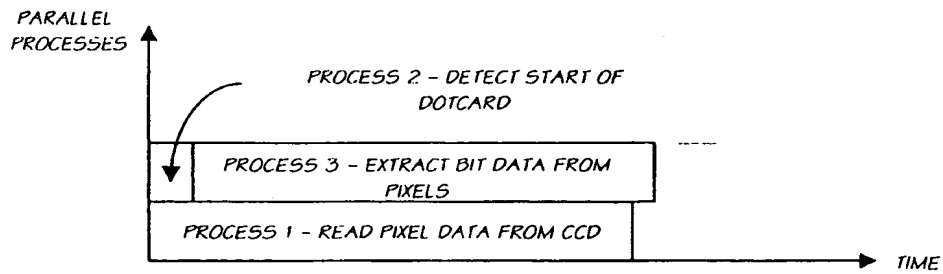 PARALLEL
PROCESSES
PROCESS 2 - DETECT START OF
DOTCARD
PROCESS 3 - EXTRACT BIT DATA FROM
PIXELS
PROCESS 1 - READ PIXEL DATA FROM CCD
TIME